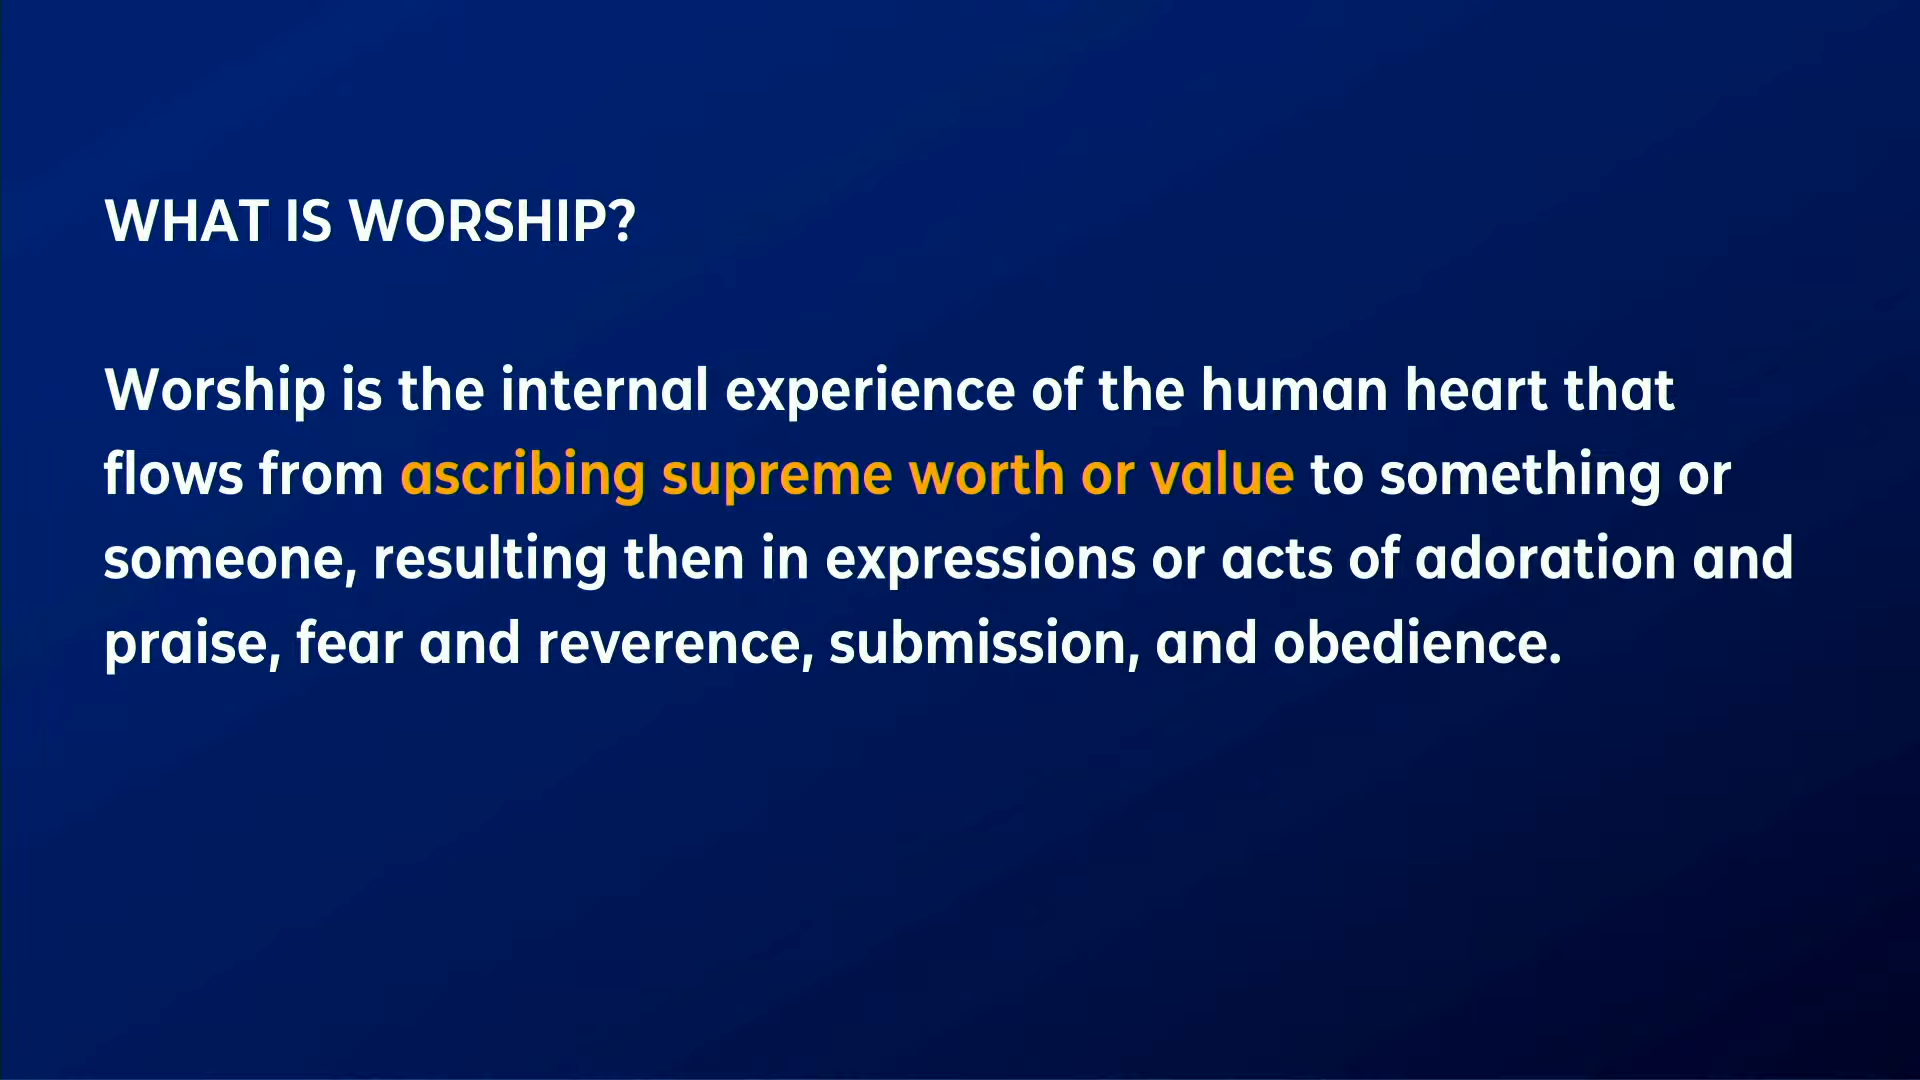 WHAT IS WORSHIP?
Worship is the internal experience of the human heart that
flows from ascribing supreme worth or value to something or
someone, resulting then in expressions or acts of adoration and
praise, fear and reverence, submission, and obedience.